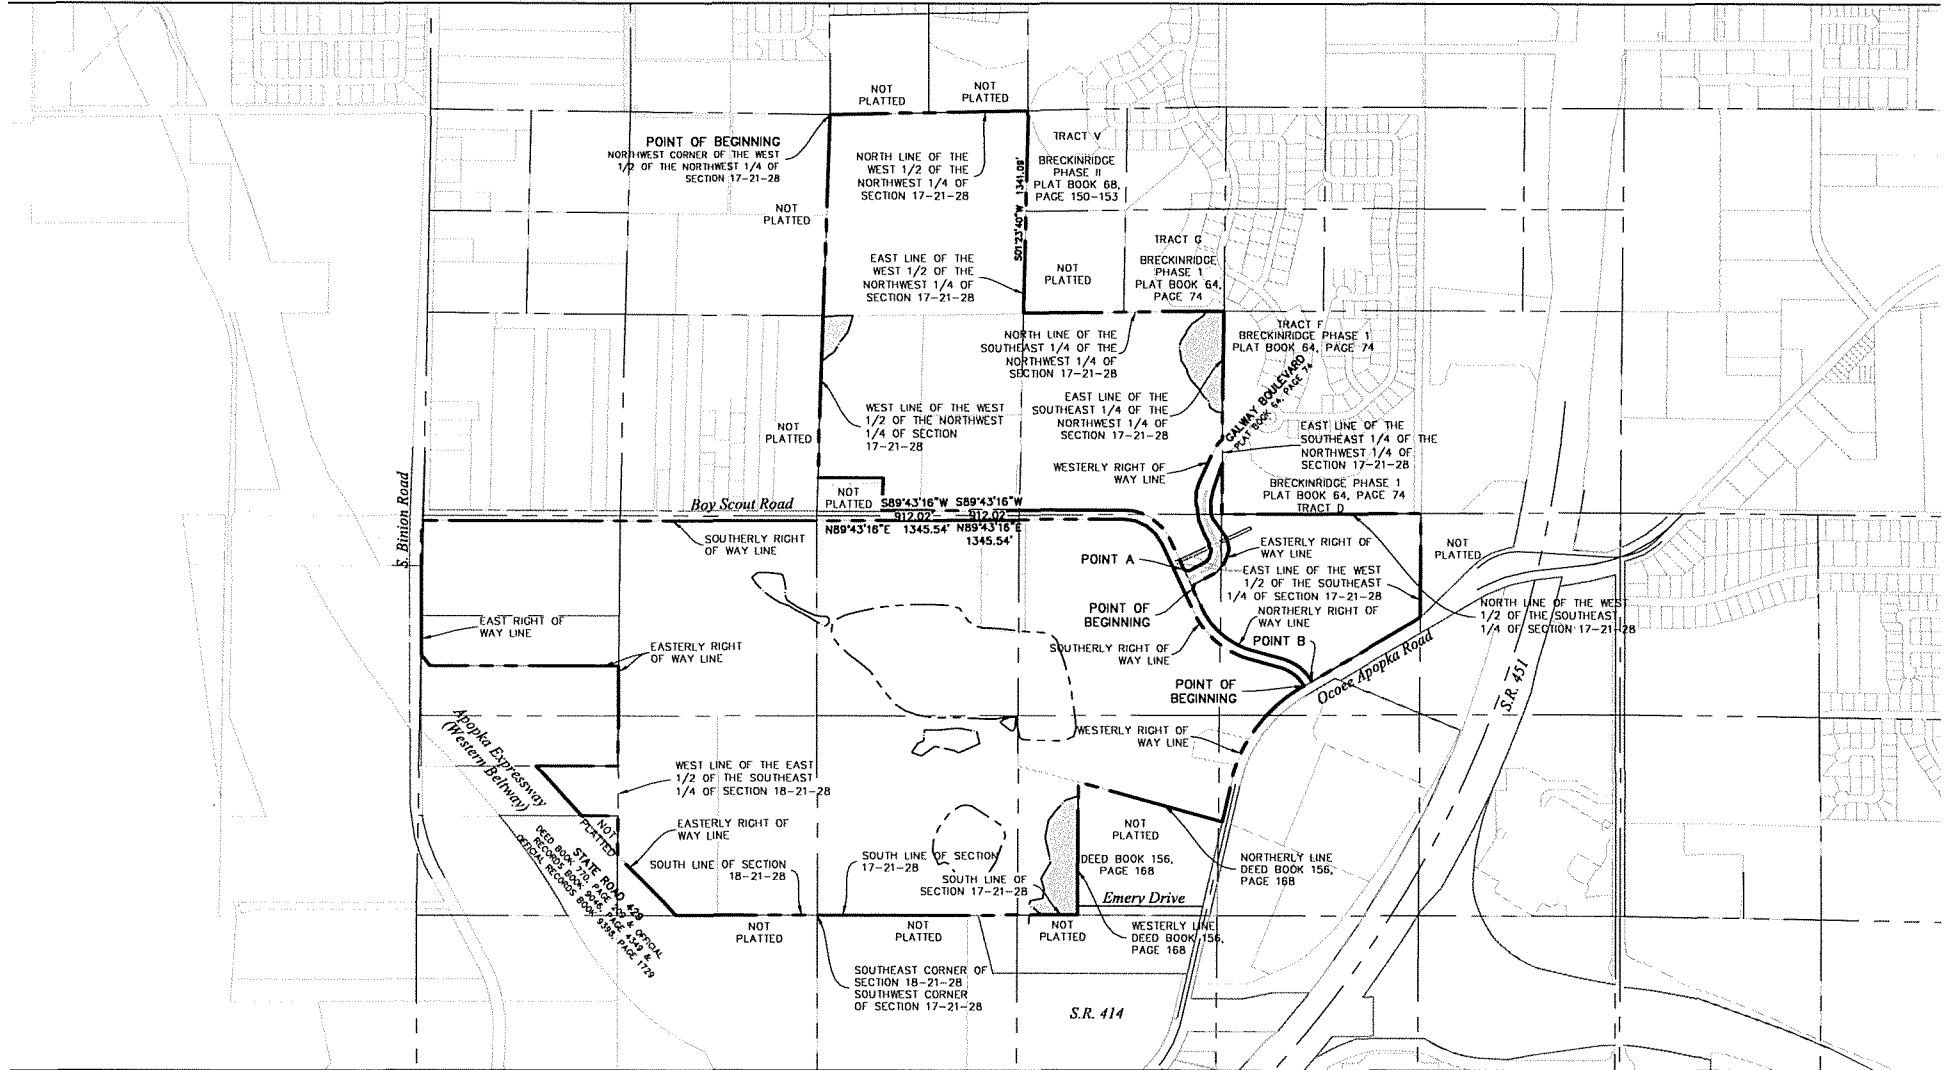 NOT
PLATTED
NOT
PLATTED
POINT OF BEGINNING
NORTHWEST CORNER OF THE WEST
1/2 OF THE NORTHWEST 1/4 OF
SECTION 17-21-28
NORTH LINE OF THE
WEST 1/2 OF THE
NORTHWEST 1/4 OF
SECTION 17-21-28
S01°23'40"W 1341.09'
TRACT V
BRECKINRIDGE
PHASE II
PLAT BOOK 68,
PAGE 150-153
NOT
PLATTED
EAST LINE OF THE
WEST 1/2 OF THE
NORTHWEST 1/4 OF
SECTION 17-21-28
NOT
PLATTED
TRACT G
BRECKINRIDGE
PHASE 1
PLAT BOOK 64,
PAGE 74
NORTH LINE OF THE
SOUTHEAST 1/4 OF THE
NORTHWEST 1/4 OF
SECTION 17-21-28
TRACT F
BRECKINRIDGE PHASE 1
PLAT BOOK 64, PAGE 74
GALWAY BOULEVARD
PLAT BOOK 64, PAGE 74
WEST LINE OF THE WEST
1/2 OF THE NORTHWEST
1/4 OF SECTION
17-21-28
EAST LINE OF THE
SOUTHEAST 1/4 OF THE
NORTHWEST 1/4 OF
SECTION 17-21-28
NOT
PLATTED
EAST LINE OF THE
SOUTHEAST 1/4 OF THE
NORTHWEST 1/4 OF
SECTION 17-21-28
WESTERLY RIGHT OF
WAY LINE
BRECKINRIDGE PHASE 1
PLAT BOOK 64, PAGE 74
TRACT D
S. Binion Road
Boy Scout Road
NOT
PLATTED
S89°43'16"W S89°43'16"W
912.02' 912.02'
N89°43'16"E 1345.54' N89°43'16"E
1345.54'
SOUTHERLY RIGHT
OF WAY LINE
POINT A
EASTERLY RIGHT OF
WAY LINE
NOT
PLATTED
EAST LINE OF THE WEST
1/2 OF THE SOUTHEAST
1/4 OF SECTION 17-21-28
POINT OF
BEGINNING
NORTHERLY RIGHT OF
WAY LINE
NORTH LINE OF THE WEST
1/2 OF THE SOUTHEAST
1/4 OF SECTION 17-21-28
EAST RIGHT OF
WAY LINE
EASTERLY RIGHT
OF WAY LINE
SOUTHERLY RIGHT OF
WAY LINE
POINT B
Ocoee Apopka Road
S.R. 451
POINT OF
BEGINNING
WESTERLY RIGHT OF
WAY LINE
Apopka Expressway
(Western Beltway)
WEST LINE OF THE EAST
1/2 OF THE SOUTHEAST
1/4 OF SECTION 18-21-28
NOT
PLATTED
EASTERLY RIGHT OF
WAY LINE
STATE ROAD 429
DEED BOOK 770, PAGE 209 & OFFICIAL
RECORDS BOOK 9046, PAGE 4349 &
OFFICIAL RECORDS BOOK 9398, PAGE 1729
SOUTH LINE OF SECTION
18-21-28
SOUTH LINE OF SECTION
17-21-28
SOUTH LINE OF
SECTION 17-21-28
NOT
PLATTED
DEED BOOK 156,
PAGE 168
NORTHERLY LINE
DEED BOOK 156,
PAGE 168
Emery Drive
NOT
PLATTED
NOT
PLATTED
NOT
PLATTED
WESTERLY LINE
DEED BOOK 156,
PAGE 168
SOUTHEAST CORNER OF
SECTION 18-21-28
SOUTHWEST CORNER
OF SECTION 17-21-28
S.R. 414